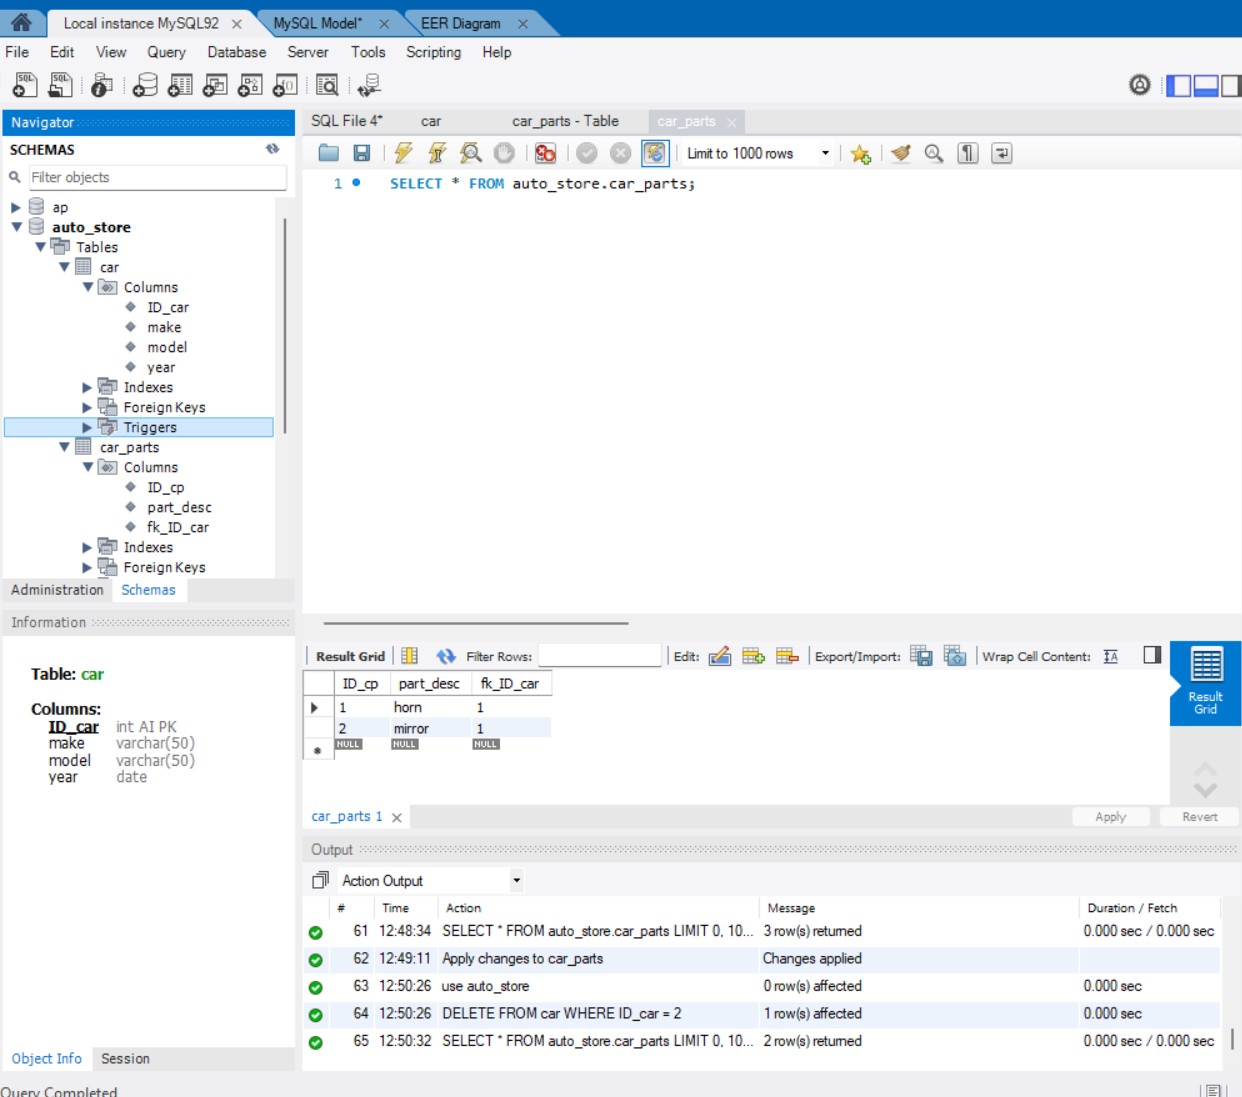 Local instance MySQL92 × MySQL Model* × EER Diagram ×
File Edit View Query Database Server Tools Scripting Help
Navigator
SCHEMAS
Filter objects
ap
auto_store
Tables
car
Columns
ID_car
make
model
year
Indexes
Foreign Keys
Triggers
car_parts
Columns
ID_cp
part_desc
fk_ID_car
Indexes
Foreign Keys
Administration Schemas
Information
Table: car
Columns:
ID_car int AI PK
make varchar(50)
model varchar(50)
year date
Object Info Session
SQL File 4* car car_parts - Table car_parts ×
Limit to 1000 rows
1 SELECT * FROM auto_store.car_parts;
Result Grid Filter Rows: Edit: Export/Import: Wrap Cell Content:
ID_cp part_desc fk_ID_car
1 horn 1
2 mirror 1
NULL NULL NULL
Result
Grid
car_parts 1 × Apply Revert
Output
Action Output
# Time Action Message Duration / Fetch
61 12:48:34 SELECT * FROM auto_store.car_parts LIMIT 0, 10... 3 row(s) returned 0.000 sec / 0.000 sec
62 12:49:11 Apply changes to car_parts Changes applied
63 12:50:26 use auto_store 0 row(s) affected 0.000 sec
64 12:50:26 DELETE FROM car WHERE ID_car = 2 1 row(s) affected 0.000 sec
65 12:50:32 SELECT * FROM auto_store.car_parts LIMIT 0, 10... 2 row(s) returned 0.000 sec / 0.000 sec
Query Completed